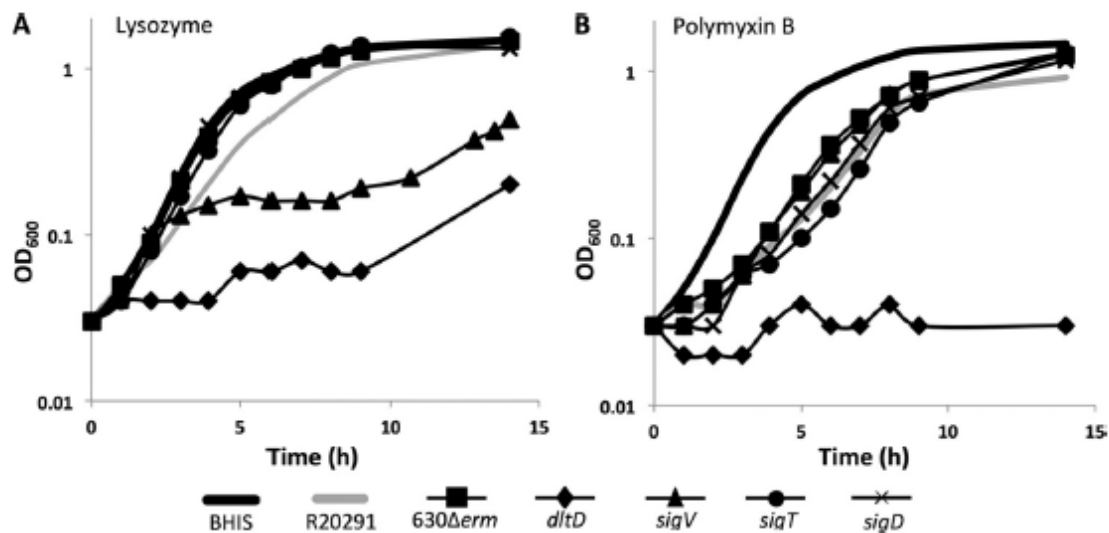 A Lysozyme
B Polymyxin B
OD600
1
0.1
0.01
0 5 10 15
Time (h)
OD600
1
0.1
0.01
0 5 10 15
Time (h)
BHIS R20291 630Δerm dltD sigV sigT sigD